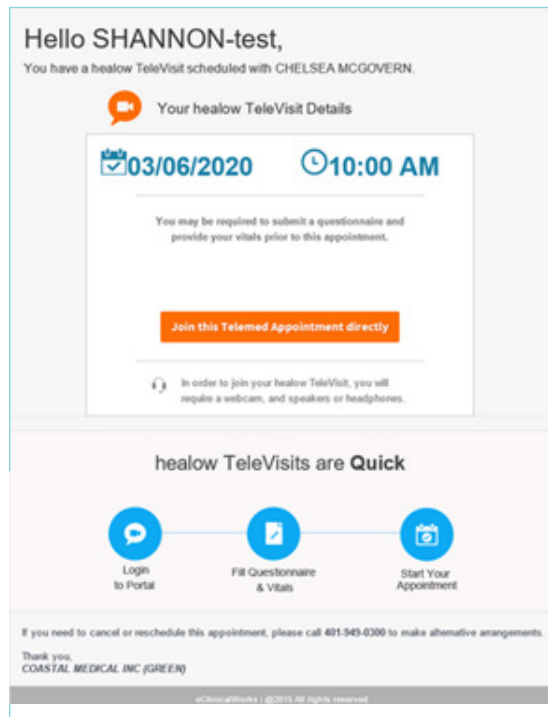 Hello SHANNON-test,
You have a healow TeleVisit scheduled with CHELSEA MCGOVERN.
Your healow TeleVisit Details
03/06/2020 10:00 AM
You may be required to submit a questionnaire and
provide your vitals prior to this appointment.
Join this Telemed Appointment directly
In order to join your healow TeleVisit, you will
require a webcam, and speakers or headphones.
healow TeleVisits are Quick
Login
to Portal
Fill Questionnaire
& Vitals
Start Your
Appointment
If you need to cancel or reschedule this appointment, please call 401-949-0300 to make alternative arrangements.
Thank you,
COASTAL MEDICAL INC (GREEN)
eClinicalWorks | @2015 All rights reserved